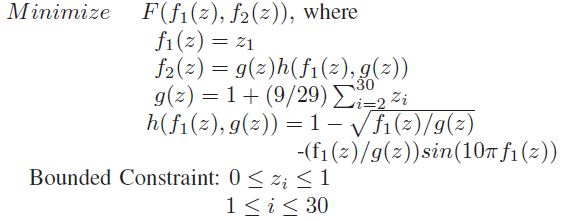 Minimize F(f₁(z), f₂(z)), where
f₁(z) = z₁
f₂(z) = g(z)h(f₁(z), g(z))
g(z) = 1 + (9/29) ∑³⁰ᵢ₌₂ zᵢ
h(f₁(z), g(z)) = 1 − √(f₁(z)/g(z))
-(f₁(z)/g(z))sin(10πf₁(z))
Bounded Constraint: 0 ≤ zᵢ ≤ 1
1 ≤ i ≤ 30